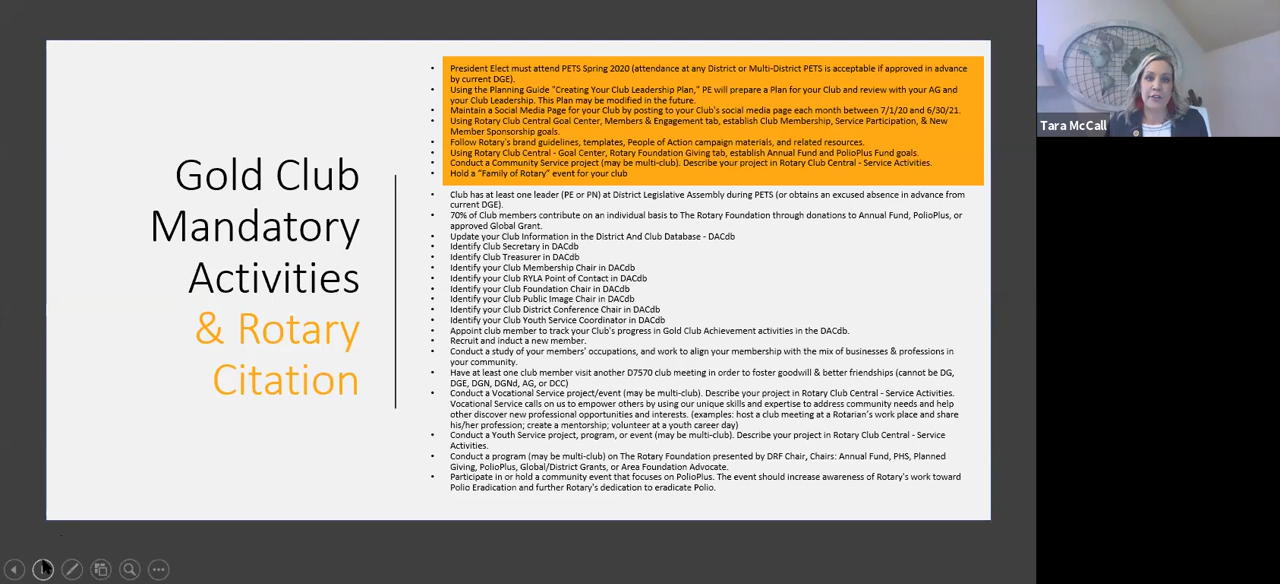 Gold Club
Mandatory
Activities
& Rotary
Citation
• President Elect must attend PETS Spring 2020 (attendance at any District or Multi-District PETS is acceptable if approved in advance
by current DGE).
• Using the Planning Guide "Creating Your Club Leadership Plan," PE will prepare a Plan for your Club and review with your AG and
your Club Leadership. This Plan may be modified in the future.
• Maintain a Social Media Page for your Club by posting to your Club's social media page each month between 7/1/20 and 6/30/21.
• Using Rotary Club Central Goal Center, Members & Engagement tab, establish Club Membership, Service Participation, & New
Member Sponsorship goals.
• Follow Rotary's brand guidelines, templates, People of Action campaign materials, and related resources.
• Using Rotary Club Central - Goal Center, Rotary Foundation Giving tab, establish Annual Fund and PolioPlus Fund goals.
• Conduct a Community Service project (may be multi-club). Describe your project in Rotary Club Central - Service Activities.
• Hold a “Family of Rotary” event for your club
• Club has at least one leader (PE or PN) at District Legislative Assembly during PETS (or obtains an excused absence in advance from
current DGE).
• 70% of Club members contribute on an individual basis to The Rotary Foundation through donations to Annual Fund, PolioPlus, or
approved Global Grant.
• Update your Club Information in the District And Club Database - DACdb
• Identify Club Secretary in DACdb
• Identify Club Treasurer in DACdb
• Identify your Club Membership Chair in DACdb
• Identify your Club RYLA Point of Contact in DACdb
• Identify your Club Foundation Chair in DACdb
• Identify your Club Public Image Chair in DACdb
• Identify your Club District Conference Chair in DACdb
• Identify your Club Youth Service Coordinator in DACdb
• Appoint club member to track your Club's progress in Gold Club Achievement activities in the DACdb.
• Recruit and induct a new member.
• Conduct a study of your members' occupations, and work to align your membership with the mix of businesses & professions in
your community.
• Have at least one club member visit another D7570 club meeting in order to foster goodwill & better friendships (cannot be DG,
DGE, DGN, DGNd, AG, or DCC)
• Conduct a Vocational Service project/event (may be multi-club). Describe your project in Rotary Club Central - Service Activities.
Vocational Service calls on us to empower others by using our unique skills and expertise to address community needs and help
other discover new professional opportunities and interests. (examples: host a club meeting at a Rotarian’s work place and share
his/her profession; create a mentorship; volunteer at a youth career day)
• Conduct a Youth Service project, program, or event (may be multi-club). Describe your project in Rotary Club Central - Service
Activities.
• Conduct a program (may be multi-club) on The Rotary Foundation presented by DRF Chair, Chairs: Annual Fund, PHS, Planned
Giving, PolioPlus, Global/District Grants, or Area Foundation Advocate.
• Participate in or hold a community event that focuses on PolioPlus. The event should increase awareness of Rotary's work toward
Polio Eradication and further Rotary's dedication to eradicate Polio.
Tara McCall